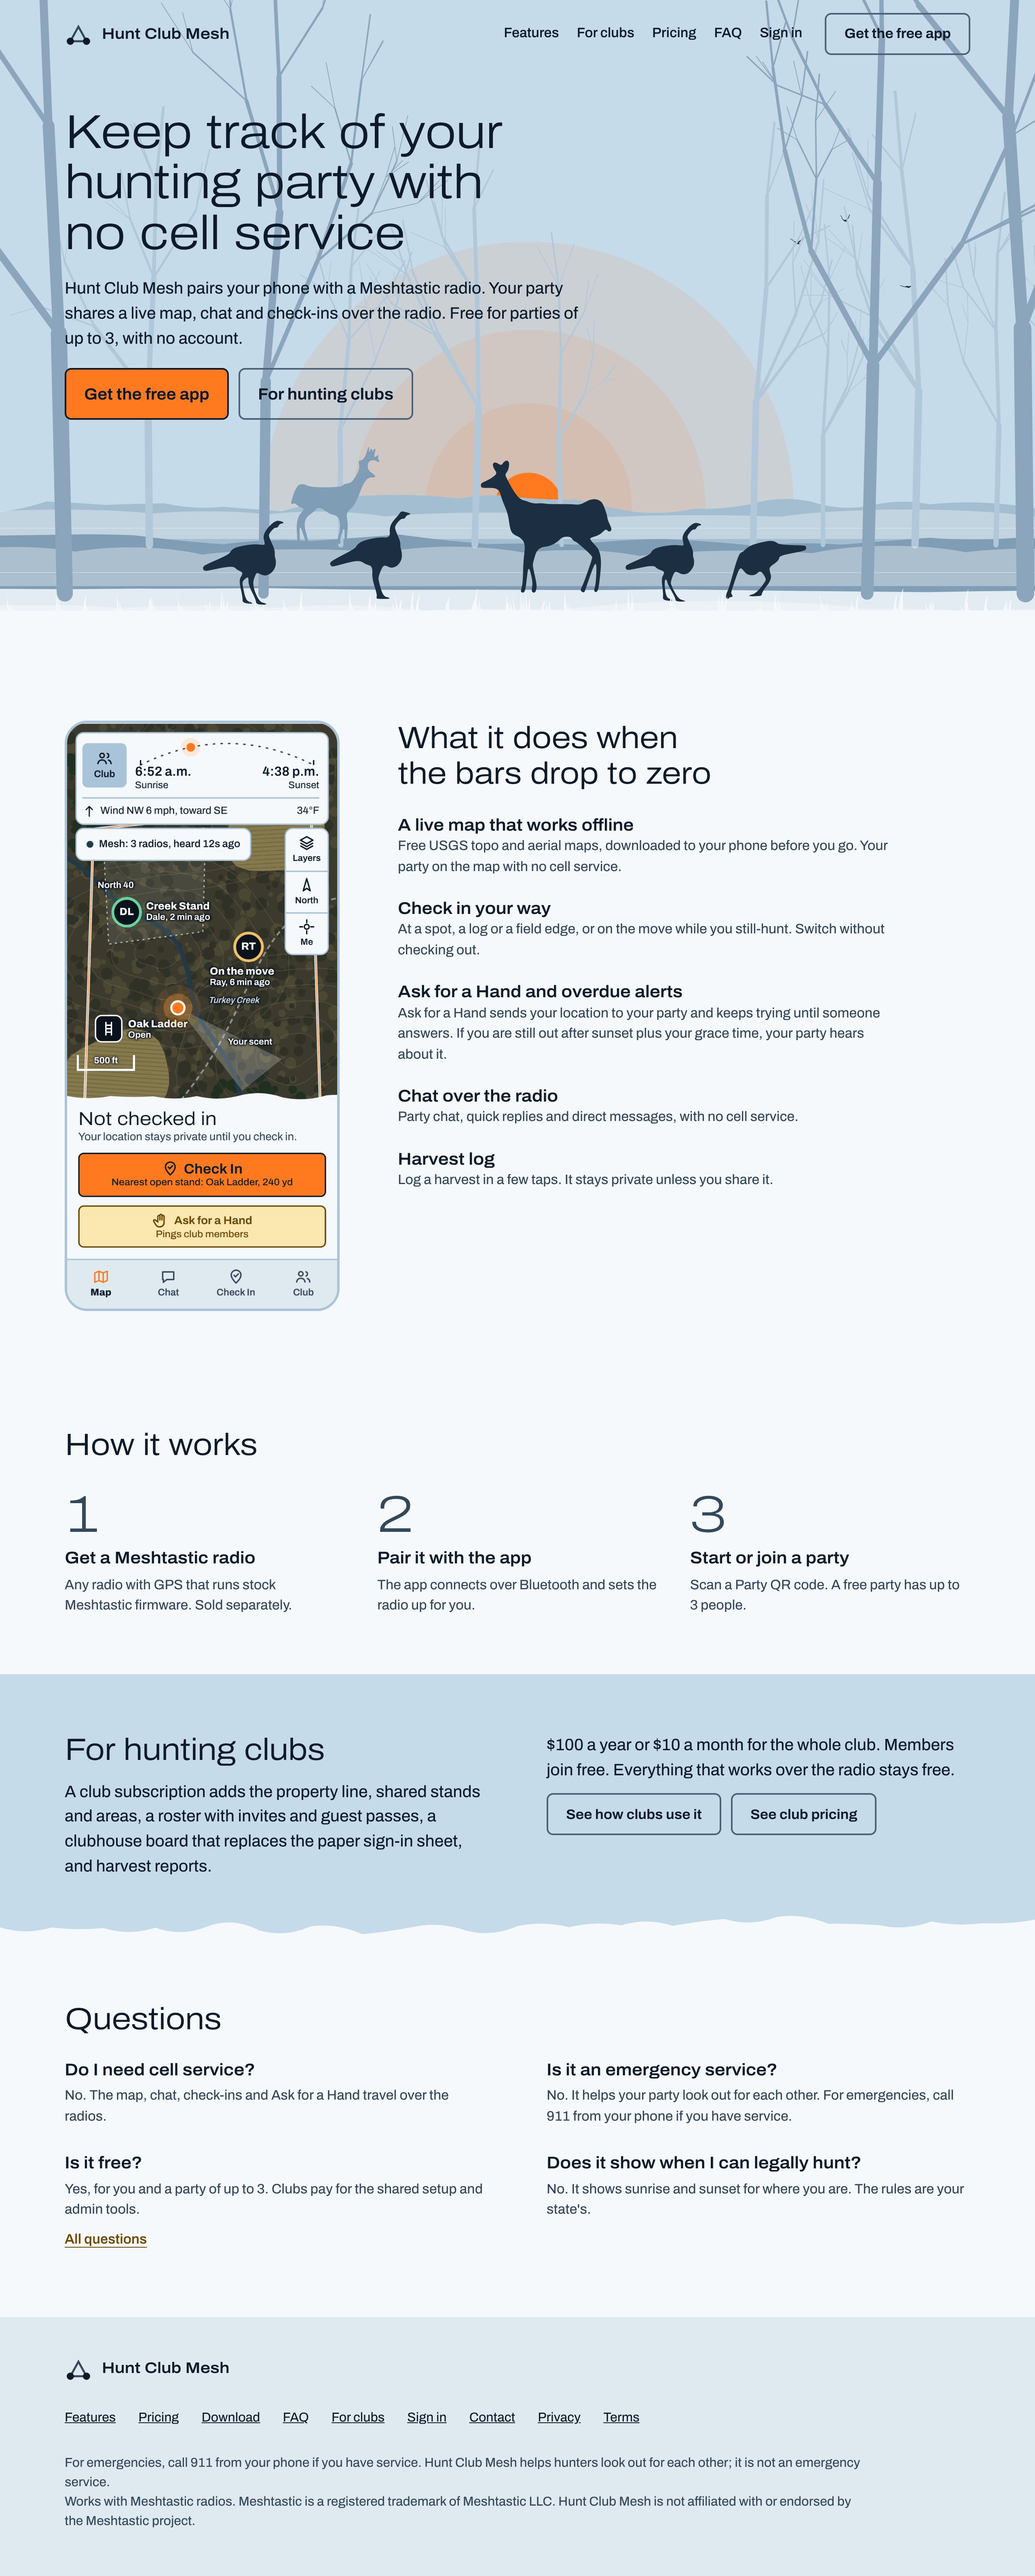 Hunt Club Mesh
Features For clubs Pricing FAQ Sign in Get the free app
Keep track of your
hunting party with
no cell service
Hunt Club Mesh pairs your phone with a Meshtastic radio. Your party
shares a live map, chat and check-ins over the radio. Free for parties of
up to 3, with no account.
Get the free app For hunting clubs
Club
6:52 a.m. 4:38 p.m.
Sunrise Sunset
Wind NW 6 mph, toward SE 34°F
Mesh: 3 radios, heard 12s ago
Layers
North
Me
North 40
DL
Creek Stand
Dale, 2 min ago
RT
On the move
Ray, 6 min ago
Turkey Creek
Oak Ladder
Open
Your scent
500 ft
Not checked in
Your location stays private until you check in.
Check In
Nearest open stand: Oak Ladder, 240 yd
Ask for a Hand
Pings club members
Map Chat Check In Club
What it does when
the bars drop to zero
A live map that works offline
Free USGS topo and aerial maps, downloaded to your phone before you go. Your
party on the map with no cell service.
Check in your way
At a spot, a log or a field edge, or on the move while you still-hunt. Switch without
checking out.
Ask for a Hand and overdue alerts
Ask for a Hand sends your location to your party and keeps trying until someone
answers. If you are still out after sunset plus your grace time, your party hears
about it.
Chat over the radio
Party chat, quick replies and direct messages, with no cell service.
Harvest log
Log a harvest in a few taps. It stays private unless you share it.
How it works
1
Get a Meshtastic radio
Any radio with GPS that runs stock
Meshtastic firmware. Sold separately.
2
Pair it with the app
The app connects over Bluetooth and sets the
radio up for you.
3
Start or join a party
Scan a Party QR code. A free party has up to
3 people.
For hunting clubs
A club subscription adds the property line, shared stands
and areas, a roster with invites and guest passes, a
clubhouse board that replaces the paper sign-in sheet,
and harvest reports.
$100 a year or $10 a month for the whole club. Members
join free. Everything that works over the radio stays free.
See how clubs use it See club pricing
Questions
Do I need cell service?
No. The map, chat, check-ins and Ask for a Hand travel over the
radios.
Is it an emergency service?
No. It helps your party look out for each other. For emergencies, call
911 from your phone if you have service.
Is it free?
Yes, for you and a party of up to 3. Clubs pay for the shared setup and
admin tools.
Does it show when I can legally hunt?
No. It shows sunrise and sunset for where you are. The rules are your
state's.
All questions
Hunt Club Mesh
Features Pricing Download FAQ For clubs Sign in Contact Privacy Terms
For emergencies, call 911 from your phone if you have service. Hunt Club Mesh helps hunters look out for each other; it is not an emergency
service.
Works with Meshtastic radios. Meshtastic is a registered trademark of Meshtastic LLC. Hunt Club Mesh is not affiliated with or endorsed by
the Meshtastic project.